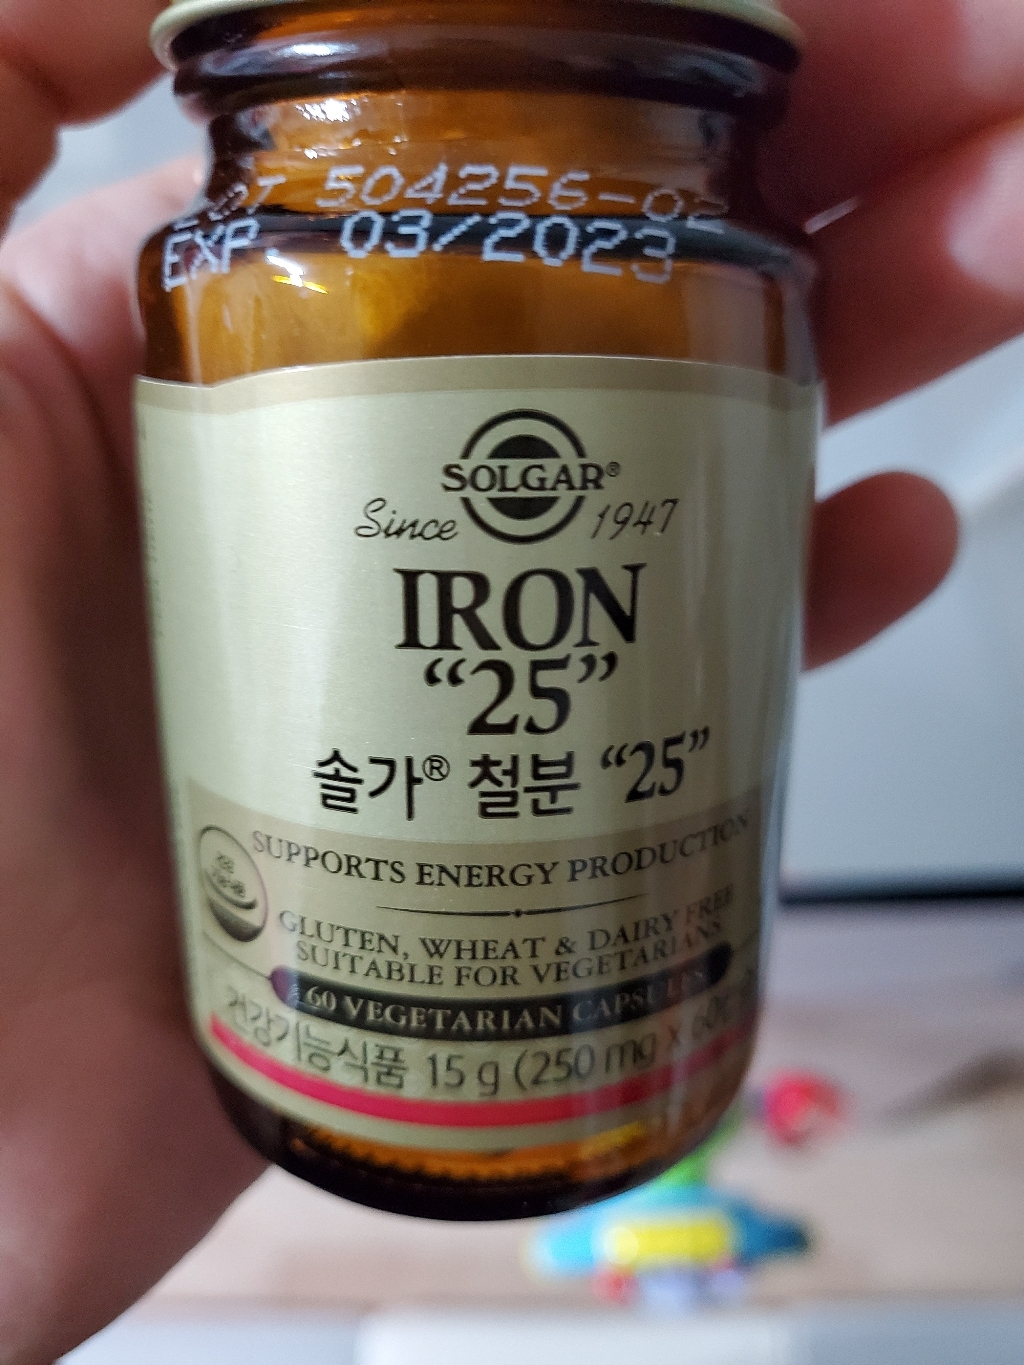 LOT 504256-02
EXP. 03/2023
SOLGAR®
Since 1947
IRON
“25”
솔가® 철분 “25”
SUPPORTS ENERGY PRODUCTION
GLUTEN, WHEAT & DAIRY FREE
SUITABLE FOR VEGETARIANS
60 VEGETARIAN CAPSULES
건강기능식품 15 g (250 mg x 60